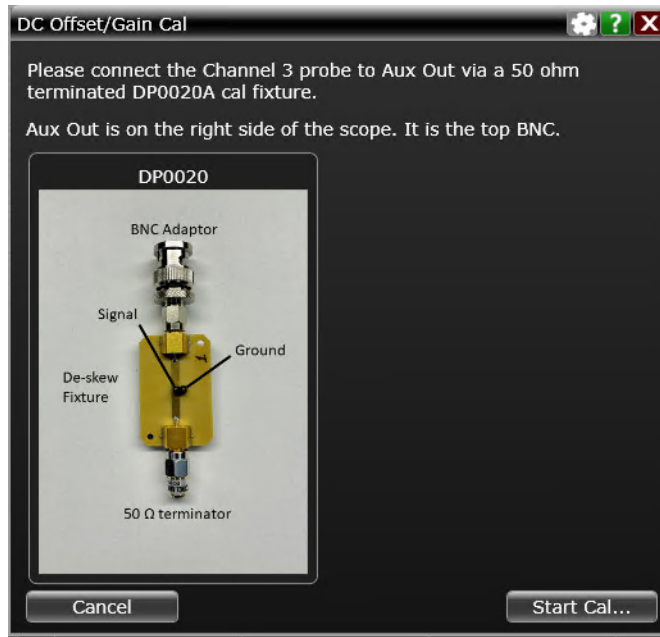 DC Offset/Gain Cal
?
X
Please connect the Channel 3 probe to Aux Out via a 50 ohm
terminated DP0020A cal fixture.
Aux Out is on the right side of the scope. It is the top BNC.
DP0020
BNC Adaptor
Signal
Ground
De-skew
Fixture
50 Ω terminator
Cancel
Start Cal...